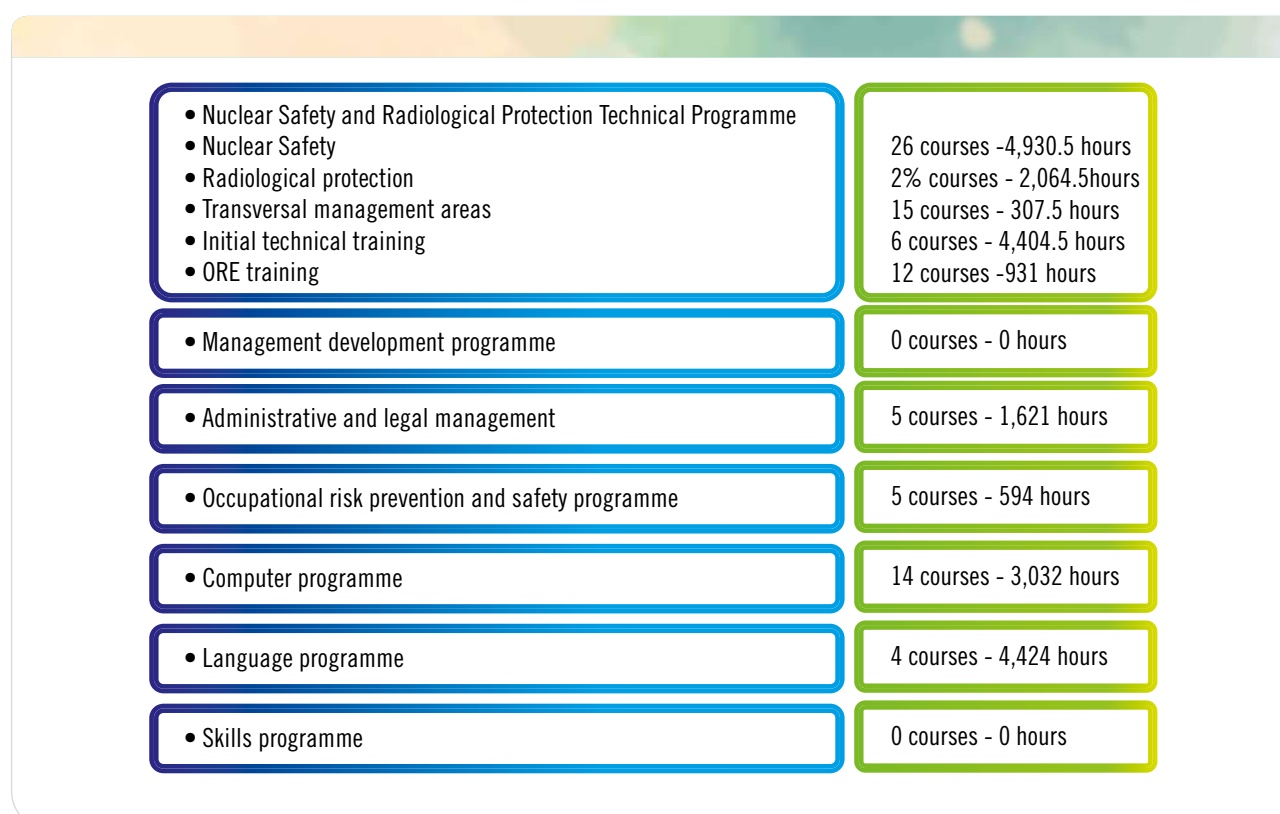 • Nuclear Safety and Radiological Protection Technical Programme
• Nuclear Safety 26 courses -4,930.5 hours
• Radiological protection 2% courses - 2,064.5hours
• Transversal management areas 15 courses - 307.5 hours
• Initial technical training 6 courses - 4,404.5 hours
• ORE training 12 courses -931 hours
• Management development programme 0 courses - 0 hours
• Administrative and legal management 5 courses - 1,621 hours
• Occupational risk prevention and safety programme 5 courses - 594 hours
• Computer programme 14 courses - 3,032 hours
• Language programme 4 courses - 4,424 hours
• Skills programme 0 courses - 0 hours